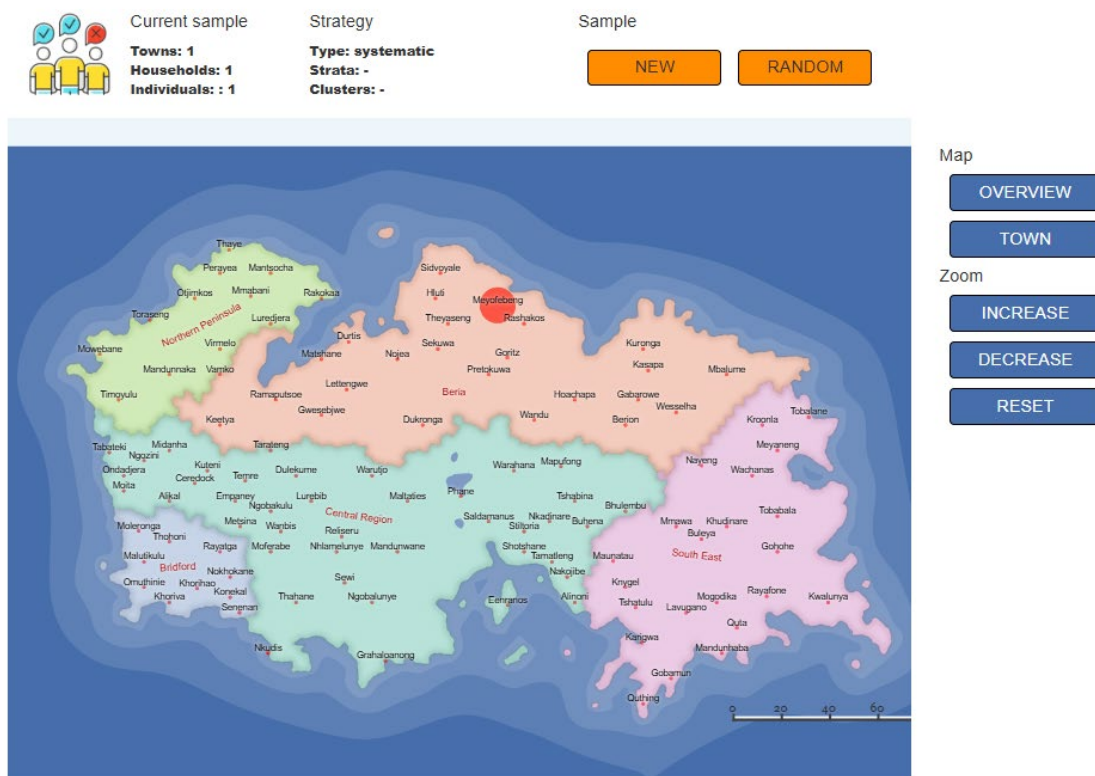 Current sample
Strategy
Sample
Towns: 1
Type: systematic
Households: 1
Strata: -
Individuals: : 1
Clusters: -
NEW
RANDOM
Map
OVERVIEW
TOWN
Zoom
INCREASE
DECREASE
RESET
Thaye
Perayea
Mantsocha
Otjimkos
Mmabani
Rakokaa
Toraseng
Northern Peninsula
Luredjera
Mowebane
Virmelo
Mandunnaka
Vamko
Timgyulu
Sidvoyale
Hluti
Meyofebeng
Theyaseng
Rashakos
Durtis
Sekuwa
Kuronga
Matshane
Nojea
Goritz
Kasapa
Pretokuwa
Mbalume
Lettengwe
Ramaputsoe
Beria
Hoachapa
Gabarowe
Gwesebjwe
Wesselha
Keetya
Dukronga
Wandu
Berion
Tobalane
Kroonla
Tabateki
Midanha
Tarateng
Meyaneng
Ngqzini
Ondadjera
Kuteni
Dulekume
Warutjo
Warahana
Mapufong
Nayeng
Wachanas
Moita
Ceredock
Temre
Alikal
Empaney
Lurebib
Maltaties
Phane
Tshabina
Ngobakulu
Bhulembu
Tobabala
Metsina
Central Region
Saldamanus
Nkadinare
Moleronga
Wanbis
Reliseru
Stiltoria
Buhena
Mmawa
Khudinare
Thohoni
Buleya
Rayatga
Moferabe
Nhlamelunye
Mandunwane
Shotshane
Gohohe
Malutikulu
Tamatleng
Maunatau
South East
Bridford
Nokhokane
Nakojibe
Omuthinie
Khorihao
Sewi
Knygel
Khoriva
Konekal
Thahane
Ngobalunye
Eenrarios
Alinoni
Tshatulu
Mogodika
Rayafone
Kwalunya
Senenan
Lavugano
Quta
Nkudis
Karigwa
Mandunhaba
Grahaloanong
Gobamun
Quthing
0 20 40 60